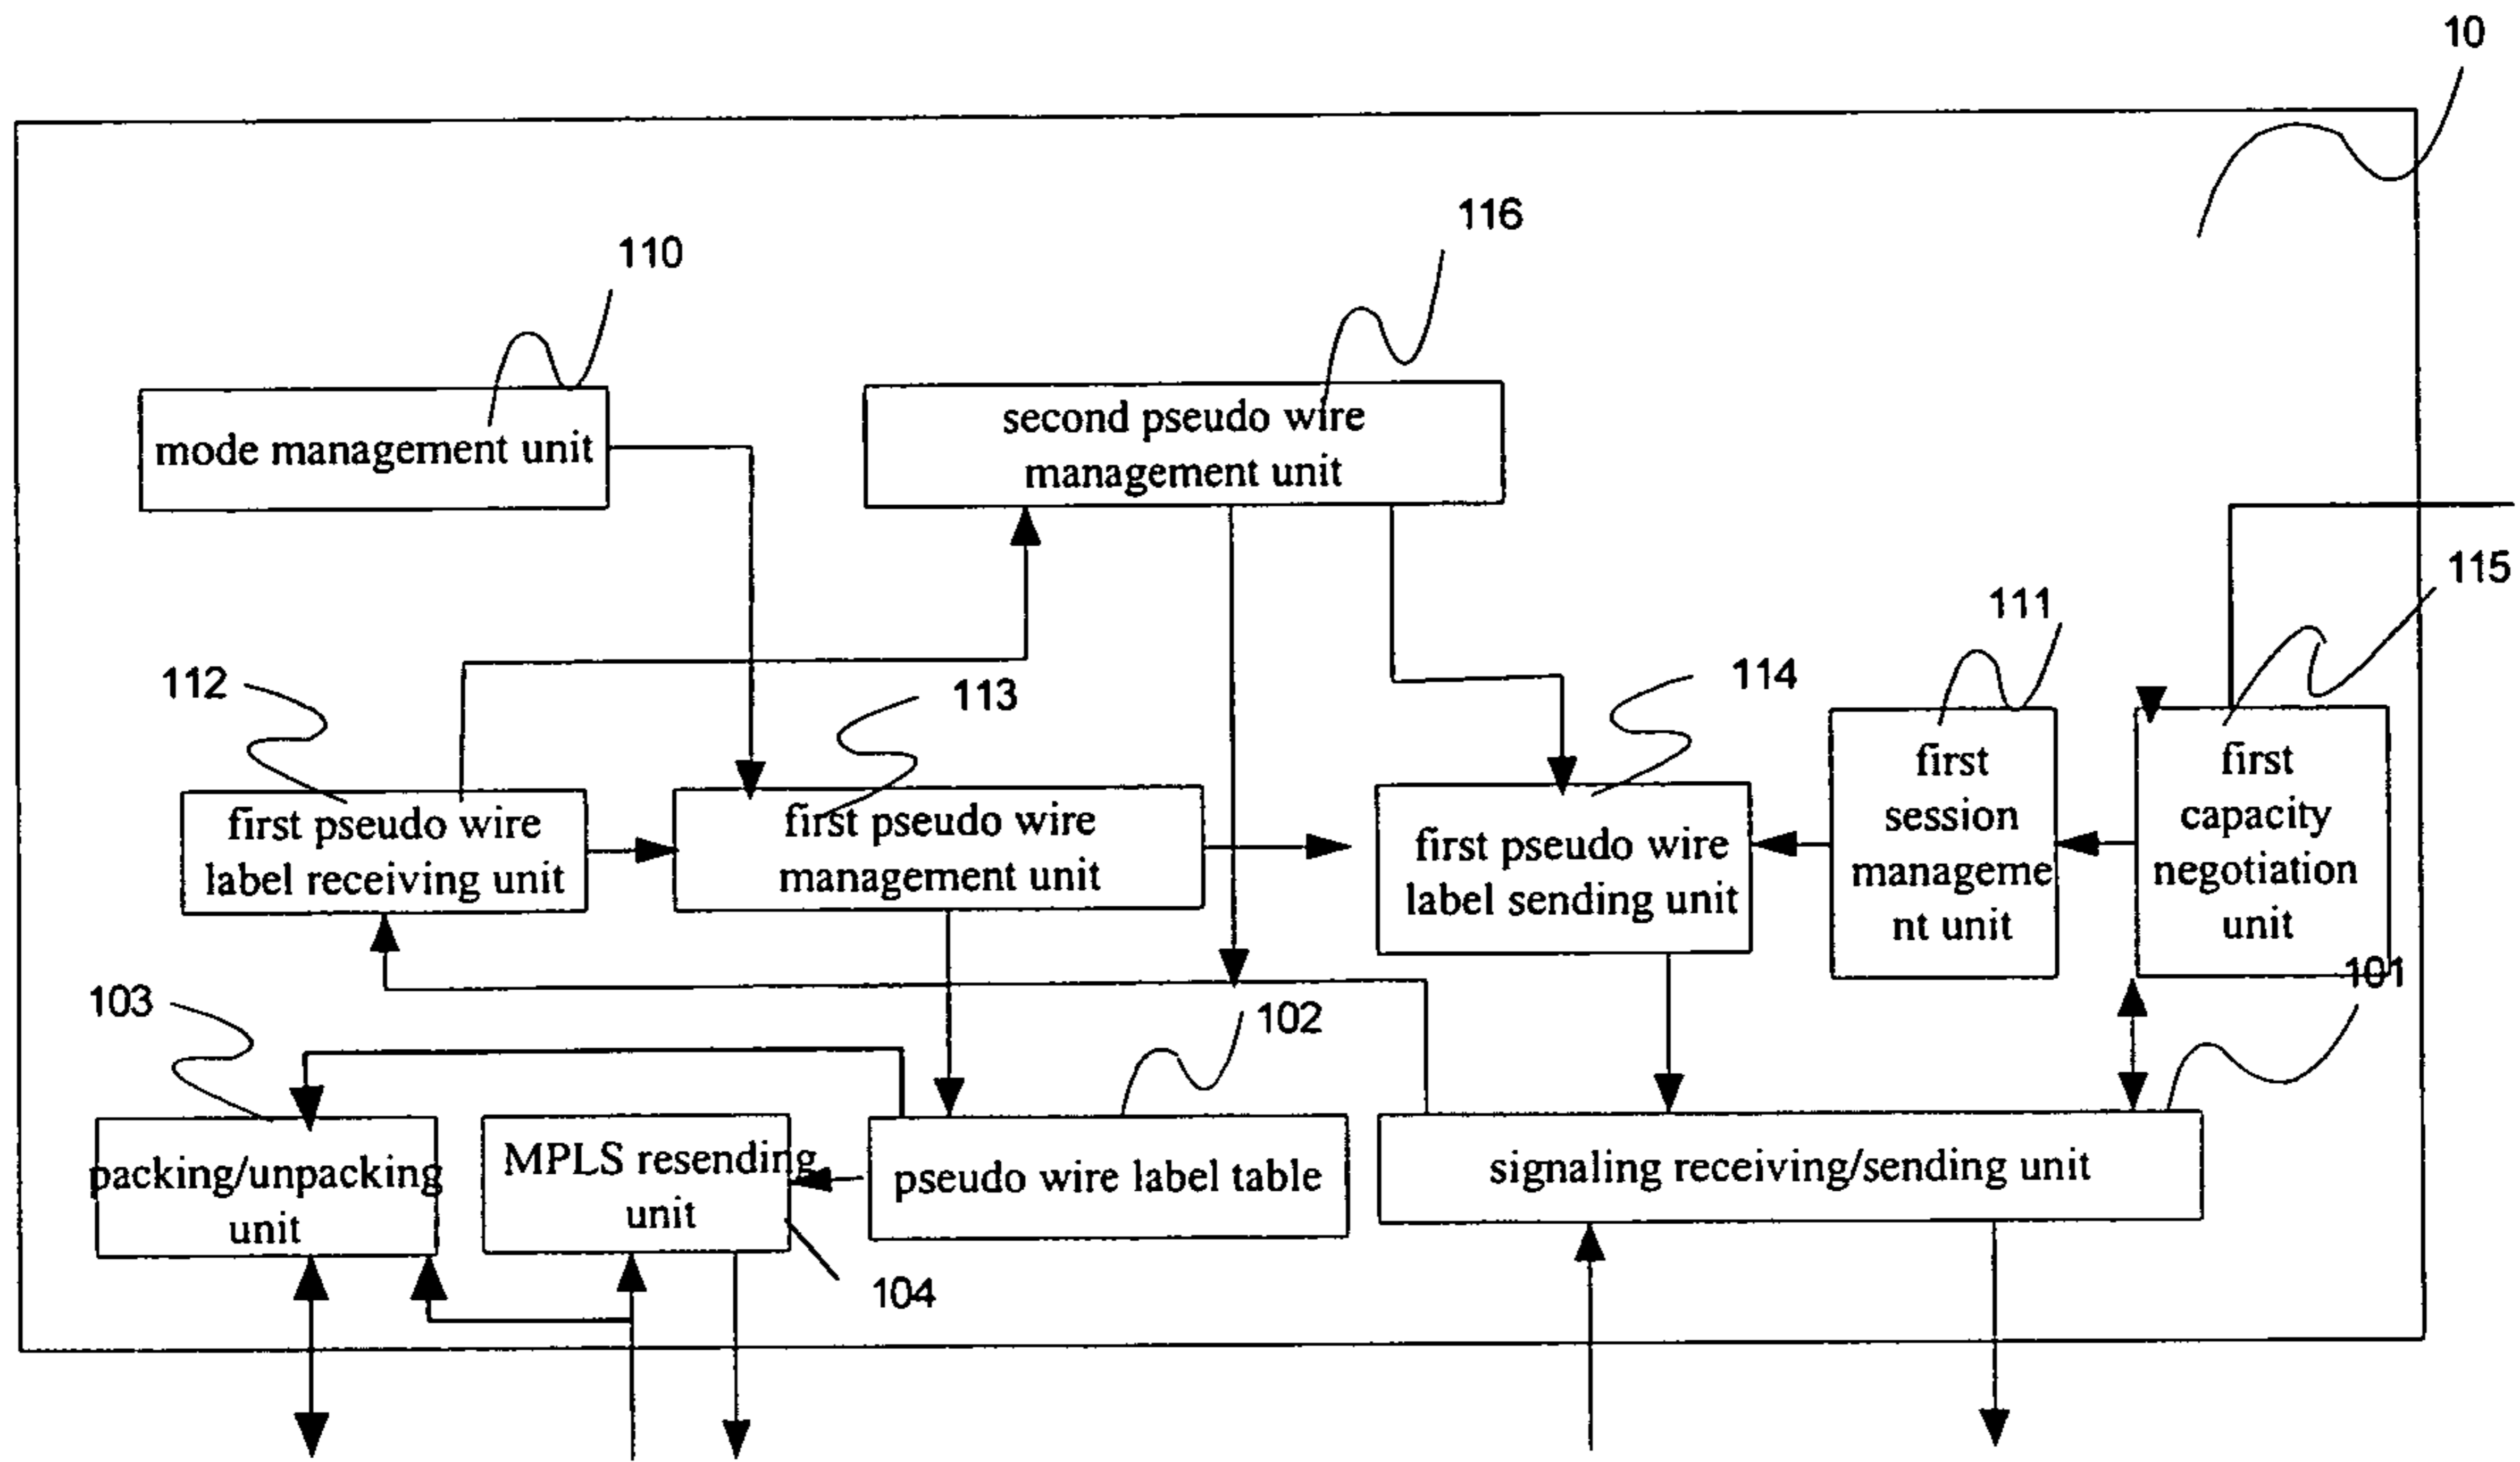 10
116
110
second pseudo wire
management unit
mode management unit
115
111
112
113
114
first
session
manageme
nt unit
first
capacity
negotiation
unit
first pseudo wire
label receiving unit
first pseudo wire
management unit
first pseudo wire
label sending unit
101
103
102
packing/unpacking
unit
MPLS resending
unit
pseudo wire label table
signaling receiving/sending unit
104